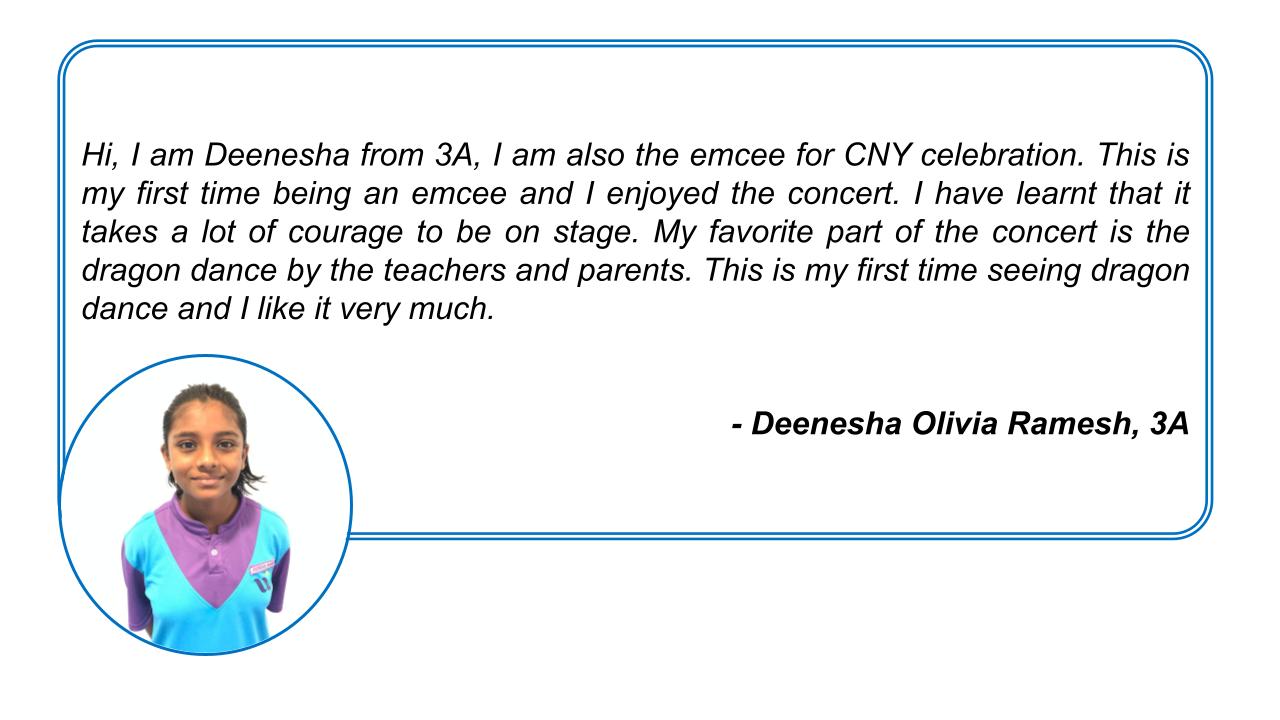 Hi, I am Deenesha from 3A, I am also the emcee for CNY celebration. This is
my first time being an emcee and I enjoyed the concert. I have learnt that it
takes a lot of courage to be on stage. My favorite part of the concert is the
dragon dance by the teachers and parents. This is my first time seeing dragon
dance and I like it very much.
- Deenesha Olivia Ramesh, 3A